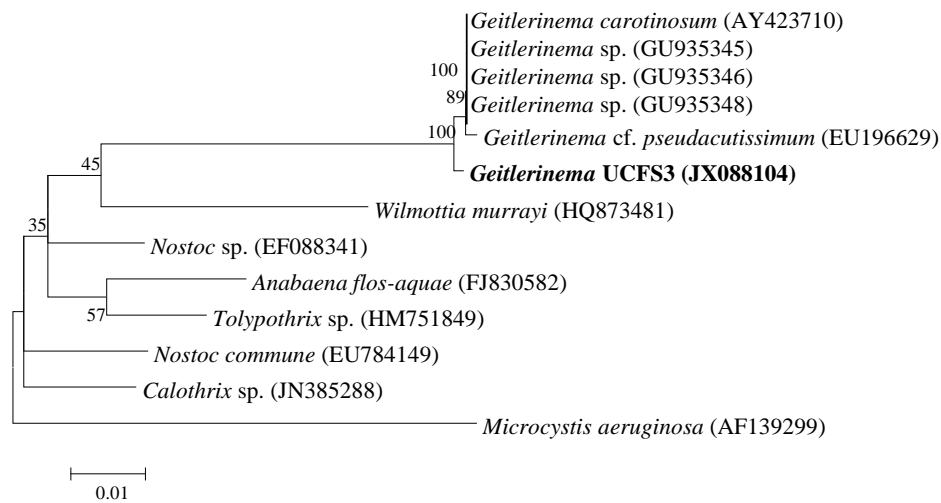 Geitlerinema carotinosum (AY423710)
Geitlerinema sp. (GU935345)
100
Geitlerinema sp. (GU935346)
89
Geitlerinema sp. (GU935348)
100
Geitlerinema cf. pseudacutissimum (EU196629)
45
Geitlerinema UCFS3 (JX088104)
Wilmottia murrayi (HQ873481)
35
Nostoc sp. (EF088341)
Anabaena flos-aquae (FJ830582)
57
Tolypothrix sp. (HM751849)
Nostoc commune (EU784149)
Calothrix sp. (JN385288)
Microcystis aeruginosa (AF139299)
0.01